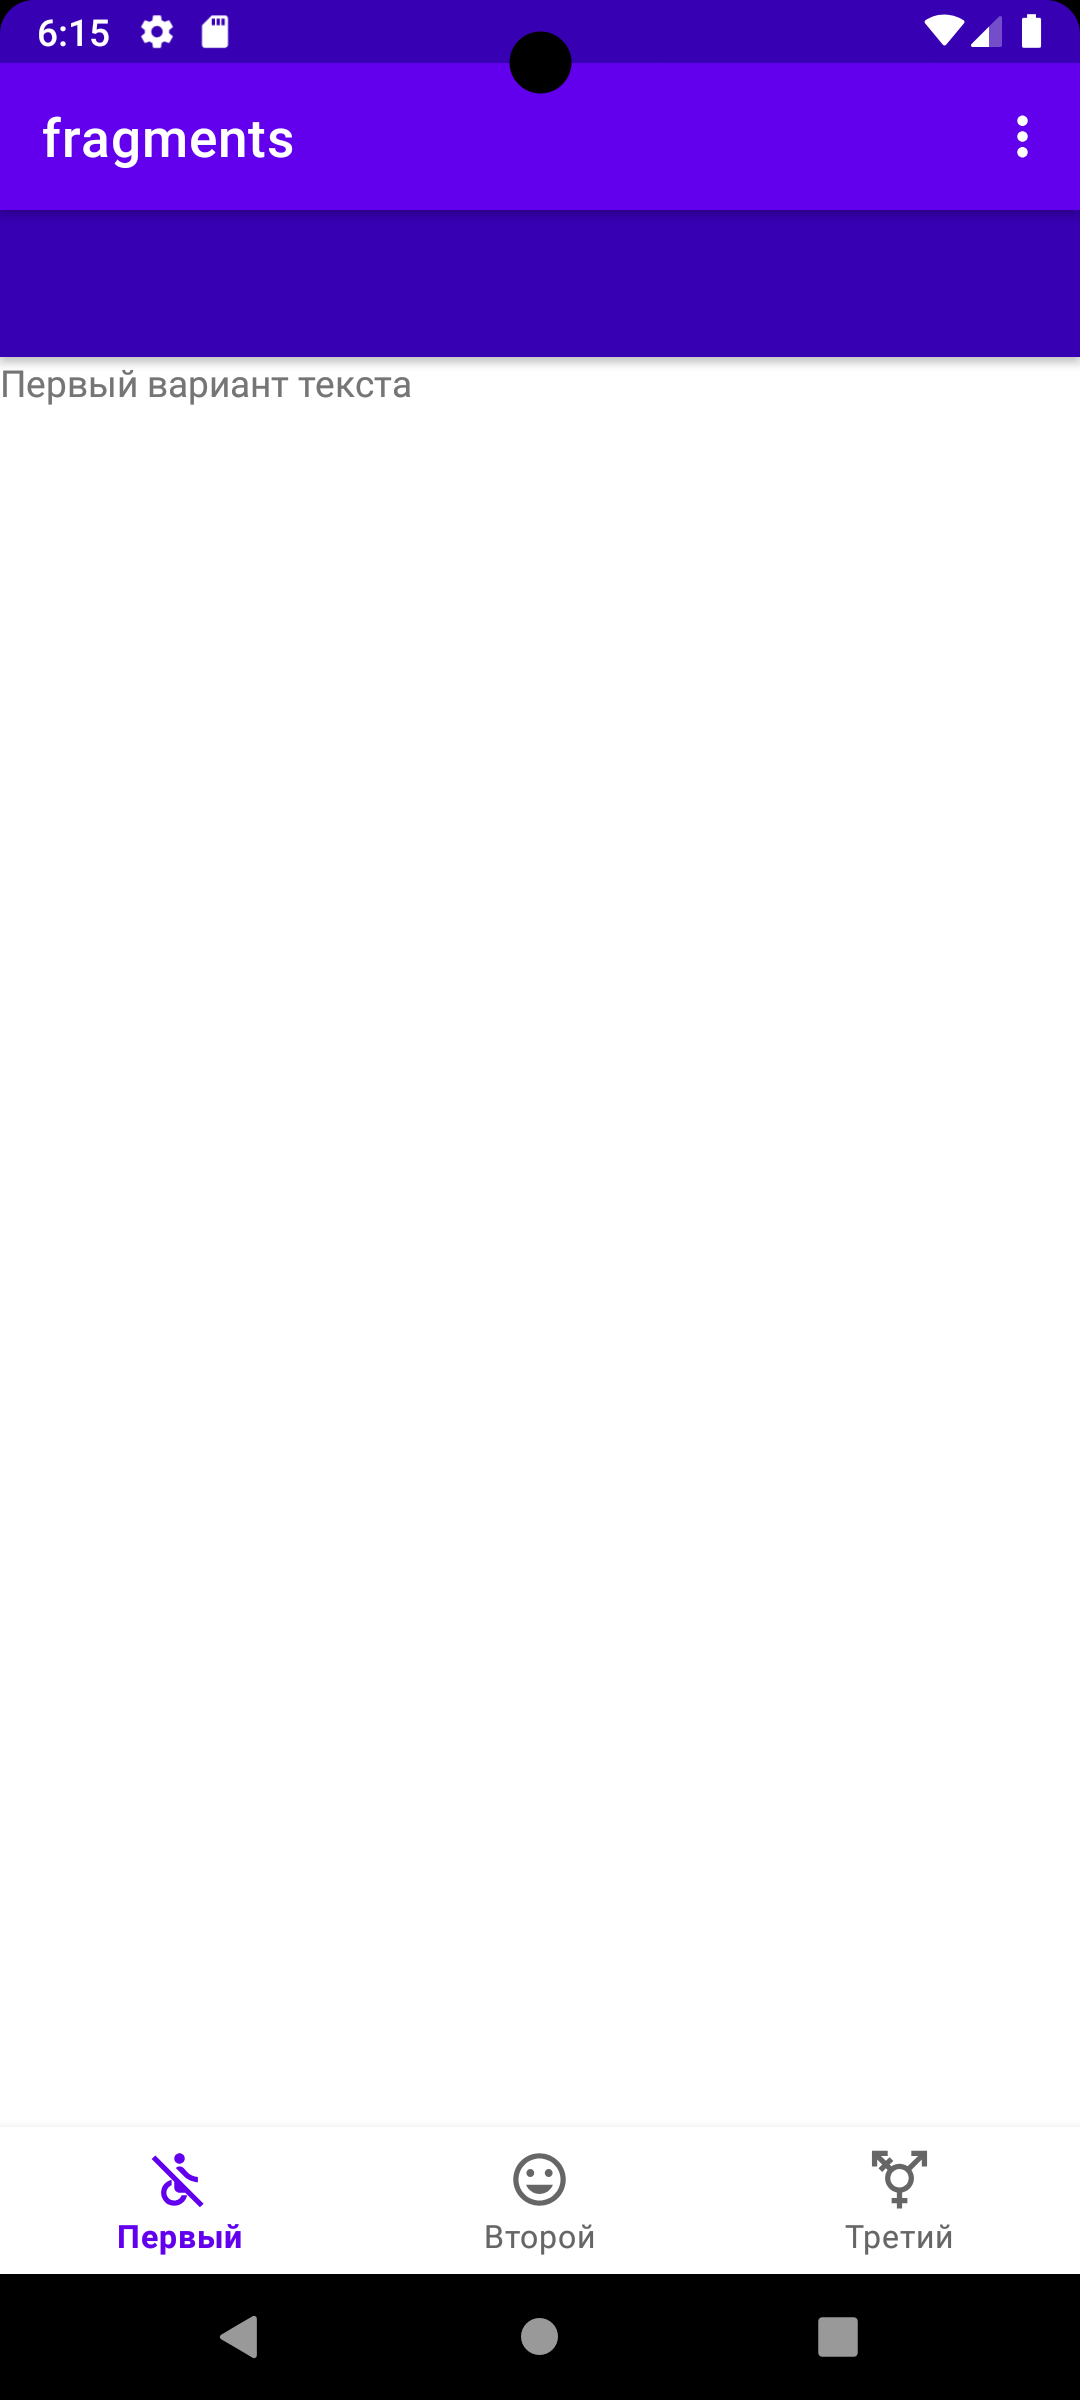 6:15
fragments
Первый вариант текста
Первый
Второй
Третий